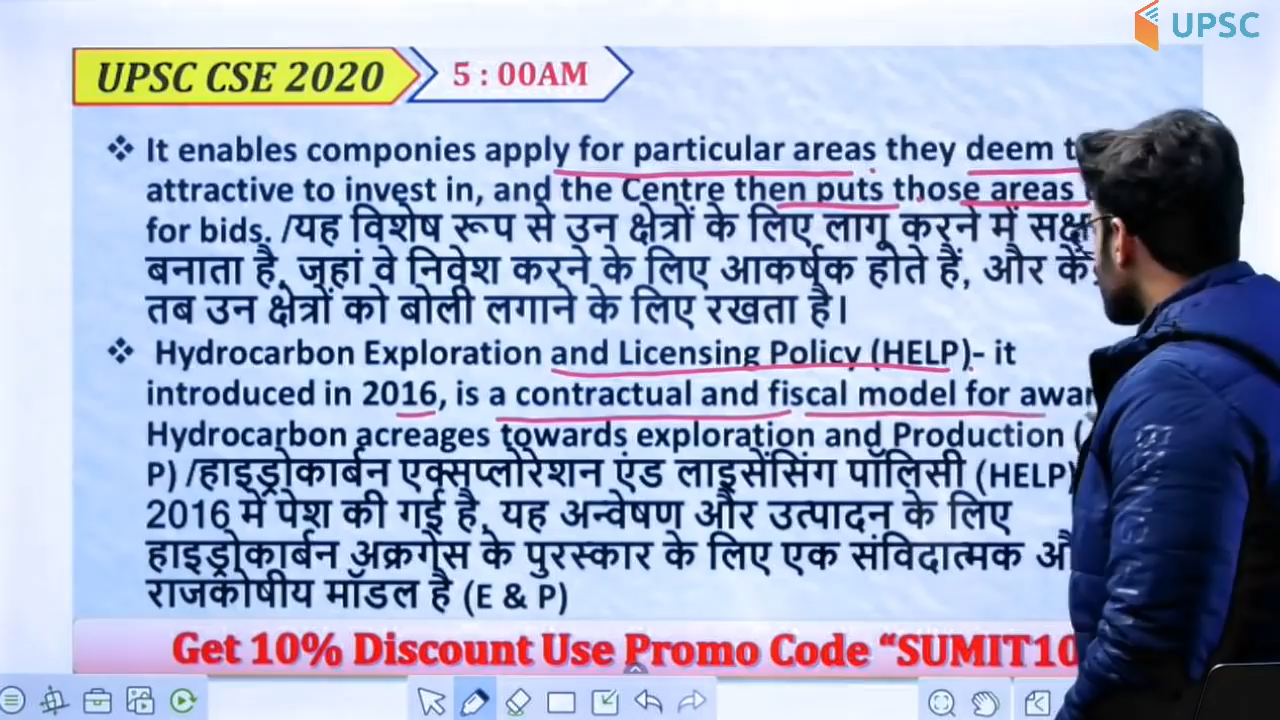 UPSC
UPSC CSE 2020
5 : 00AM
❖ It enables componies apply for particular areas they deem
attractive to invest in, and the Centre then puts those areas
for bids. /यह विशेष रूप से उन क्षेत्रों के लिए लागू करने में
बनाता है, जहां वे निवेश करने के लिए आकर्षक होते हैं, और
तब उन क्षेत्रों को बोली लगाने के लिए रखता है।
❖ Hydrocarbon Exploration and Licensing Policy (HELP)- it
introduced in 2016, is a contractual and fiscal model for
Hydrocarbon acreages towards exploration and Production (
P) /हाइड्रोकार्बन एक्सप्लोरेशन एंड लाइसेंसिंग पॉलिसी (HELP)
2016 में पेश की गई है, यह अन्वेषण और उत्पादन के लिए
हाइड्रोकार्बन अक्रगेस के पुरस्कार के लिए एक संविदात्मक
राजकोषीय मॉडल है (E & P)
Get 10% Discount Use Promo Code “SUMIT10